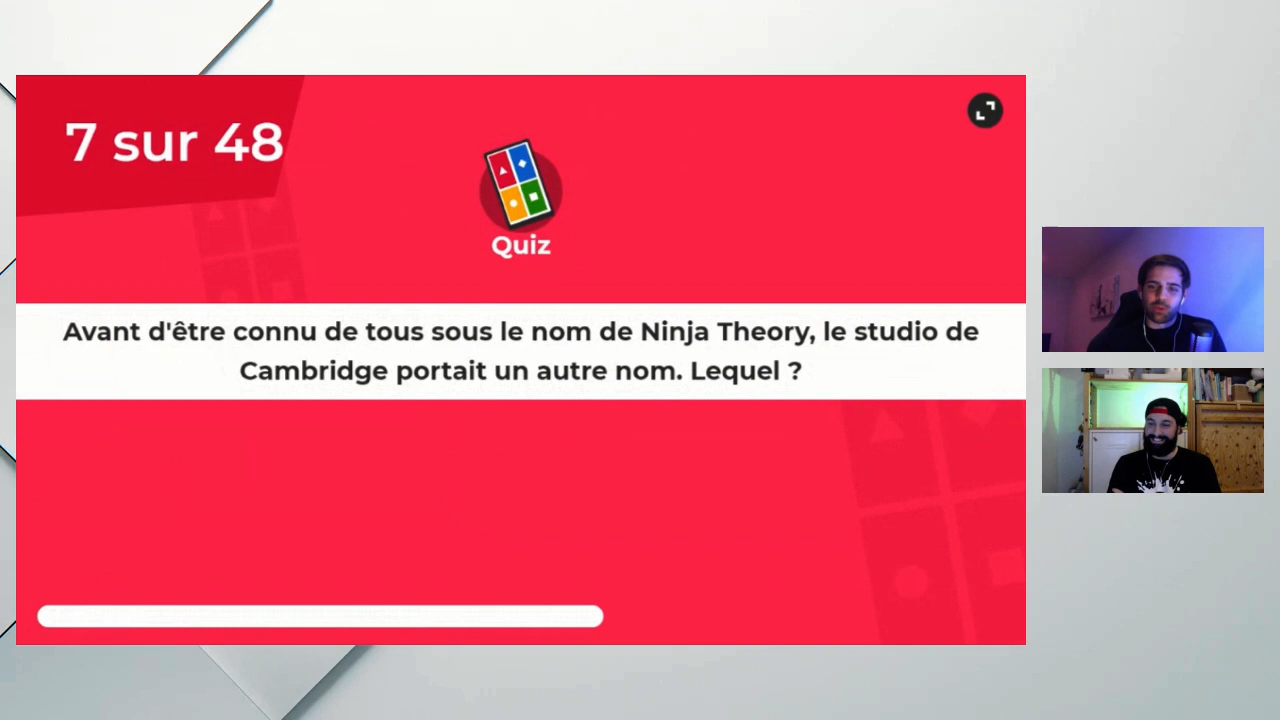 7 sur 48
Quiz
Avant d'être connu de tous sous le nom de Ninja Theory, le studio de
Cambridge portait un autre nom. Lequel ?